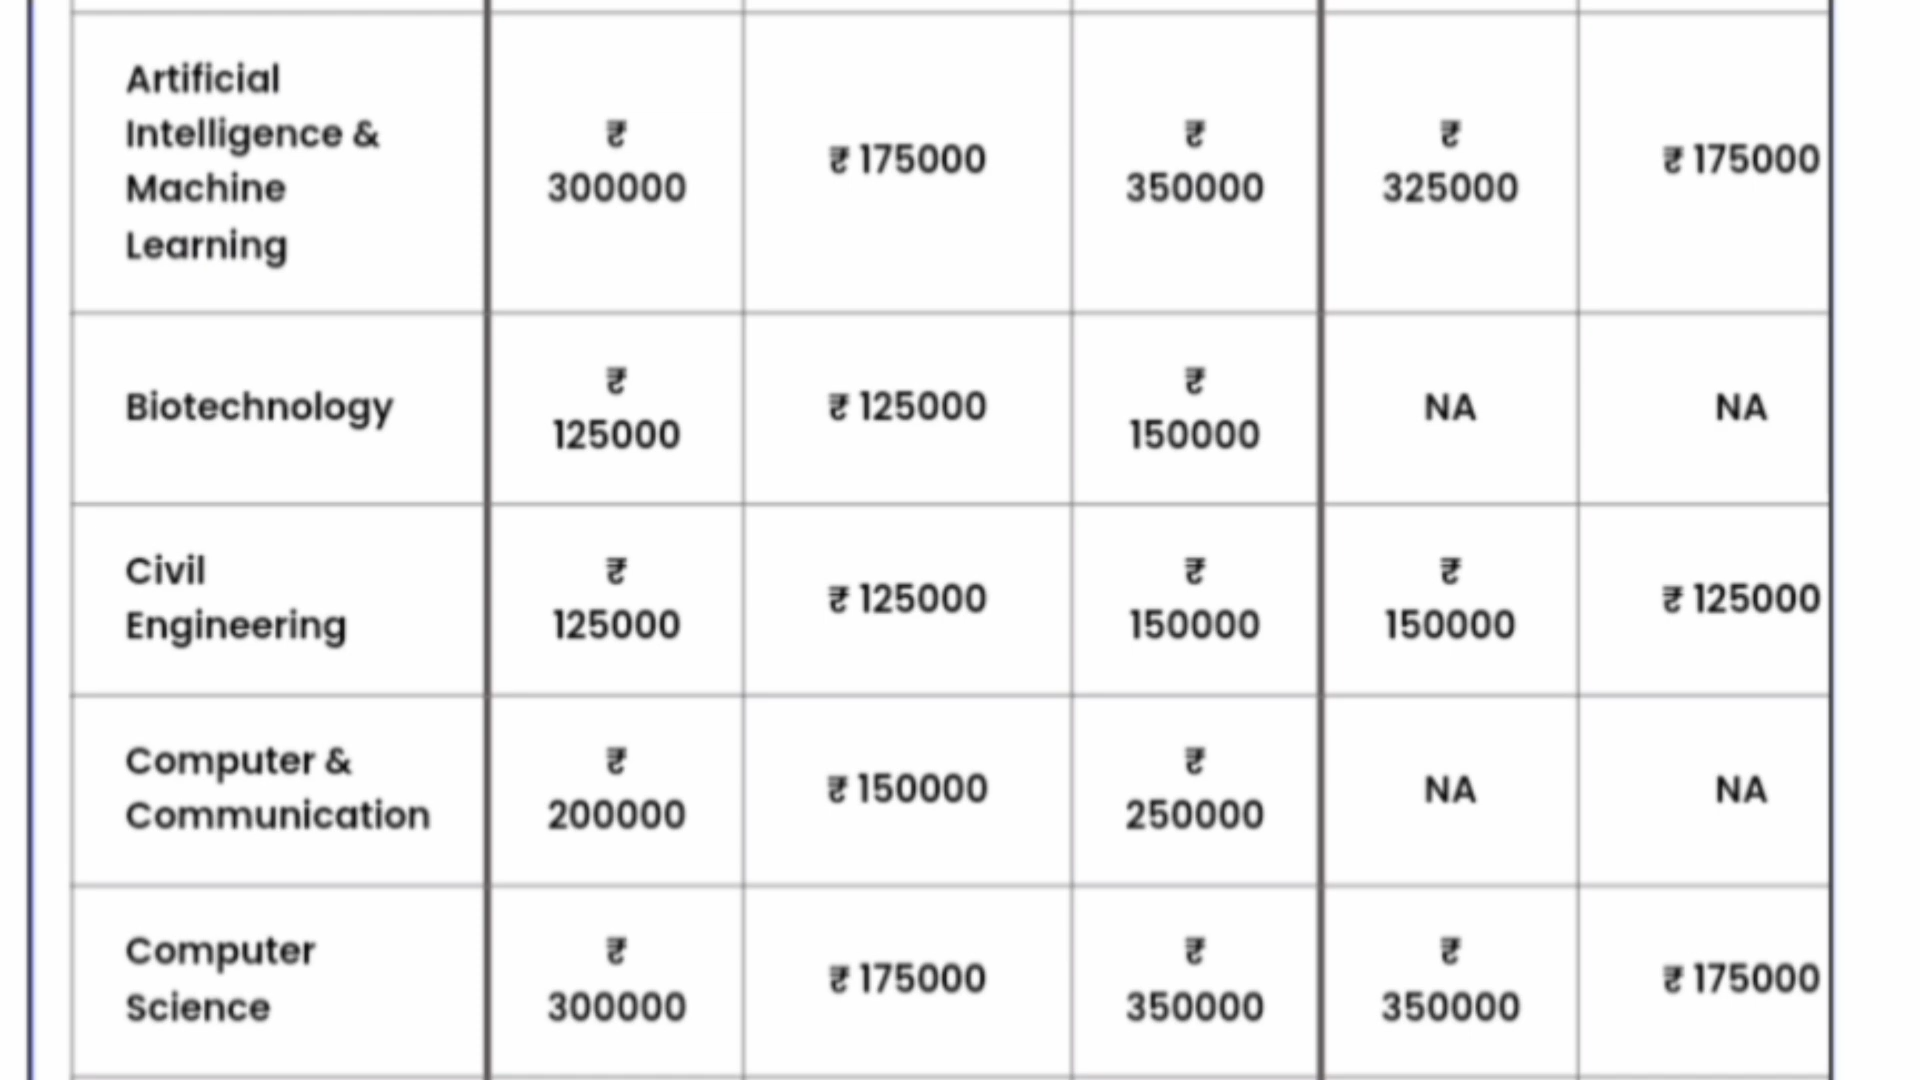 Artificial
Intelligence &
Machine
Learning
₹
300000
₹ 175000
₹
350000
₹
325000
₹ 175000
Biotechnology
₹
125000
₹ 125000
₹
150000
NA
NA
Civil
Engineering
₹
125000
₹ 125000
₹
150000
₹
150000
₹ 125000
Computer &
Communication
₹
200000
₹ 150000
₹
250000
NA
NA
Computer
Science
₹
300000
₹ 175000
₹
350000
₹
350000
₹ 175000